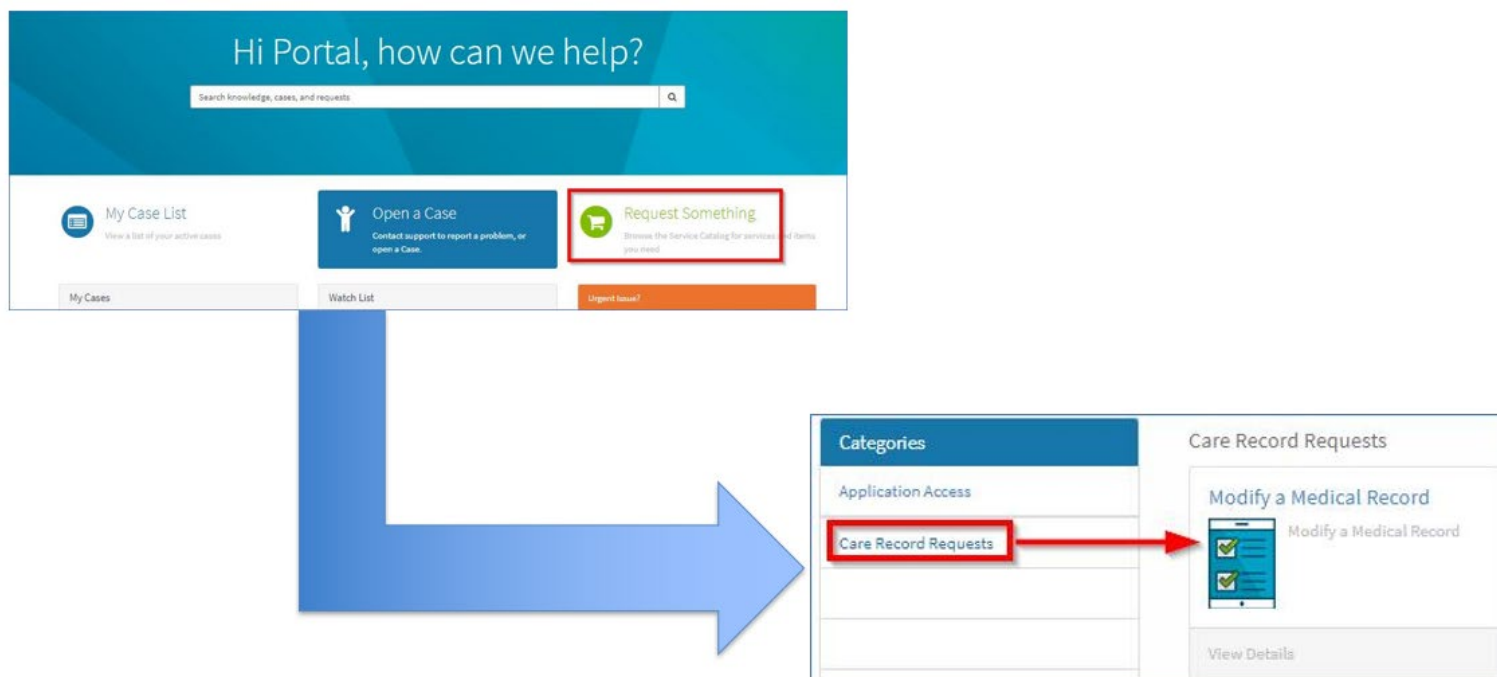 Hi Portal, how can we help?
Search knowledge, cases, and requests
My Case List
View a list of your active cases
Open a Case
Contact support to report a problem, or
open a Case.
Request Something
Browse the Service Catalog for services and items
you need
My Cases
Watch List
Urgent Issue?
Categories
Application Access
Care Record Requests
Care Record Requests
Modify a Medical Record
Modify a Medical Record
View Details